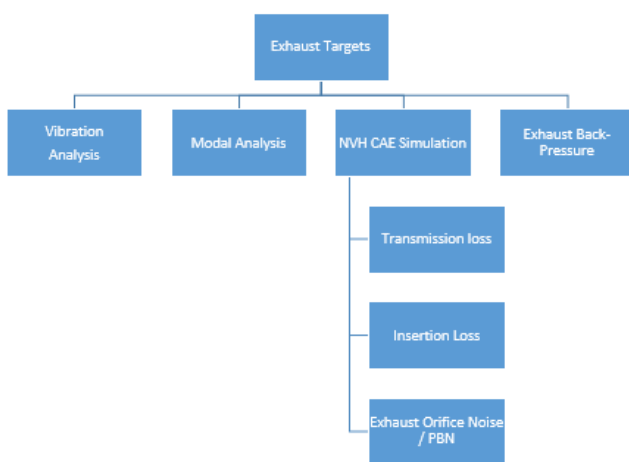 Exhaust Targets
Vibration
Analysis
Modal Analysis
NVH CAE Simulation
Exhaust Back-
Pressure
Transmission loss
Insertion Loss
Exhaust Orifice Noise
/ PBN